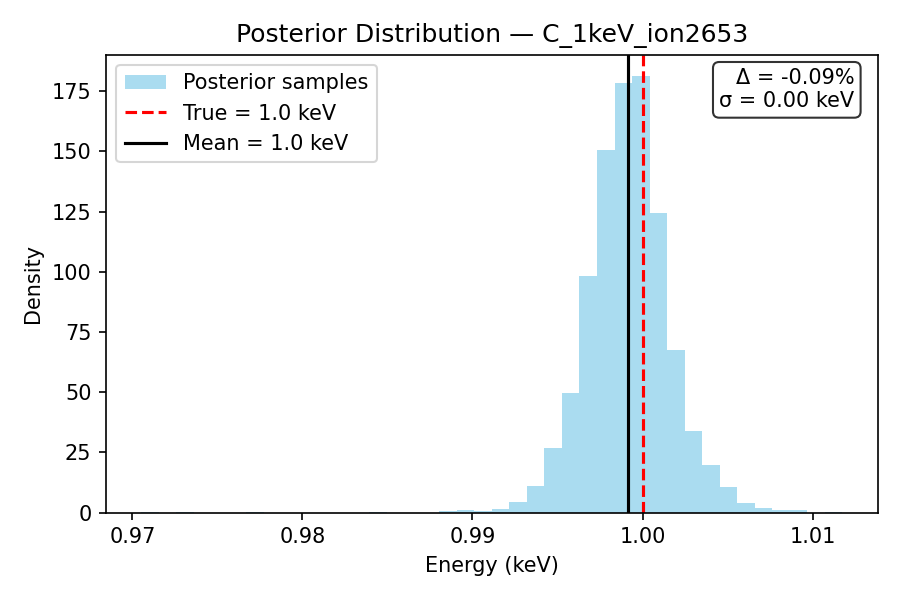 Posterior Distribution — C_1keV_ion2653
Posterior samples
True = 1.0 keV
Mean = 1.0 keV
Δ = -0.09%
σ = 0.00 keV
Density
175
150
125
100
75
50
25
0
0.97 0.98 0.99 1.00 1.01
Energy (keV)